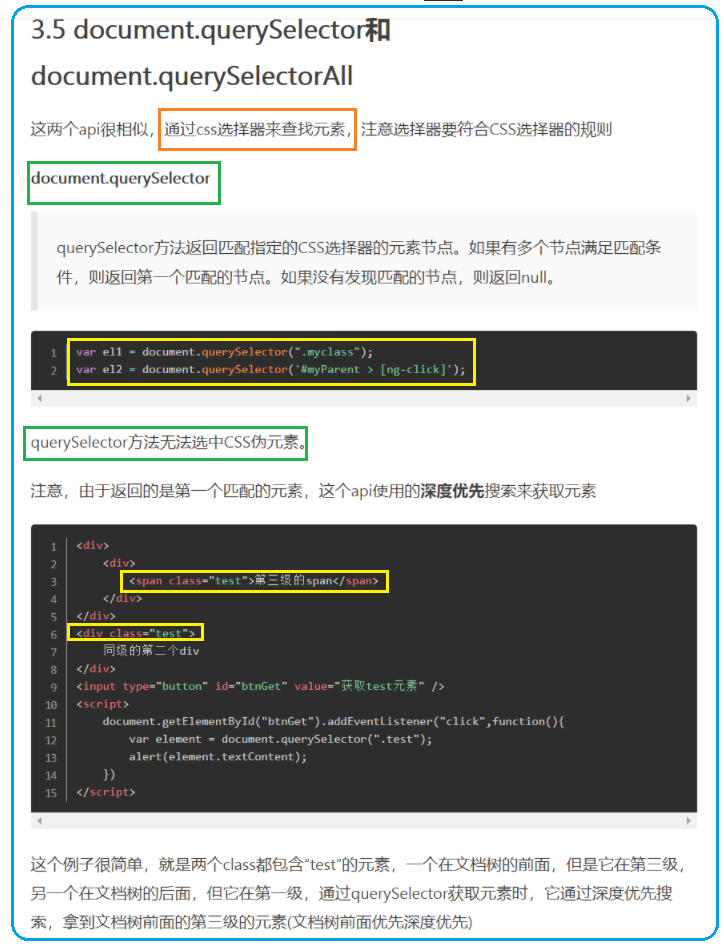 3.5 document.querySelector和
document.querySelectorAll
这两个api很相似，通过css选择器来查找元素，注意选择器要符合CSS选择器的规则
document.querySelector
querySelector方法返回匹配指定的CSS选择器的元素节点。如果有多个节点满足匹配条
件，则返回第一个匹配的节点。如果没有发现匹配的节点，则返回null。
1 var el1 = document.querySelector(".myclass");
2 var el2 = document.querySelector('#myParent > [ng-click]');
querySelector方法无法选中CSS伪元素。
注意，由于返回的是第一个匹配的元素，这个api使用的深度优先搜索来获取元素
1 <div>
2 <div>
3 <span class="test">第三级的span</span>
4 </div>
5 </div>
6 <div class="test">
7 同级的第二个div
8 </div>
9 <input type="button" id="btnGet" value="获取test元素" />
10 <script>
11 document.getElementById("btnGet").addEventListener("click",function(){
12 var element = document.querySelector(".test");
13 alert(element.textContent);
14 })
15 </script>
这个例子很简单，就是两个class都包含“test”的元素，一个在文档树的前面，但是它在第三级，
另一个在文档树的后面，但它在第一级，通过querySelector获取元素时，它通过深度优先搜
索，拿到文档树前面的第三级的元素(文档树前面优先深度优先)